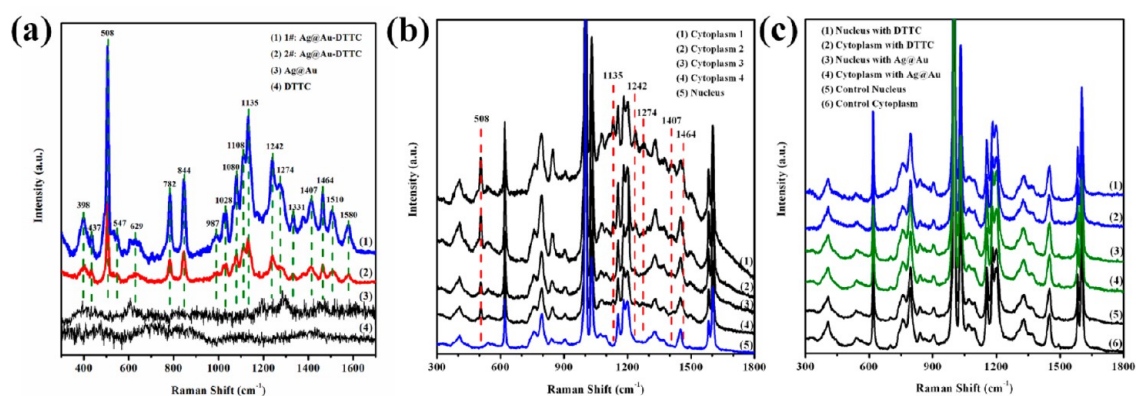 (a)
508
(1) 1#: Ag@Au-DTTC
(2) 2#: Ag@Au-DTTC
(3) Ag@Au
(4) DTTC
1135
1108
1242
1080
1274
844
782
1464
1028
1407
398
1510
987
1331
1580
437
547
629
(1)
(2)
(3)
(4)
Intensity (a.u.)
400 600 800 1000 1200 1400 1600
Raman Shift (cm-1)
(b)
(1) Cytoplasm 1
(2) Cytoplasm 2
(3) Cytoplasm 3
(4) Cytoplasm 4
(5) Nucleus
1135
1242
1274
508
1407
1464
(1)
(2)
(3)
(4)
(5)
Intensity (a.u.)
300 600 900 1200 1500 1800
Raman Shift (cm-1)
(c)
(1) Nucleus with DTTC
(2) Cytoplasm with DTTC
(3) Nucleus with Ag@Au
(4) Cytoplasm with Ag@Au
(5) Control Nucleus
(6) Control Cytoplasm
(1)
(2)
(3)
(4)
(5)
(6)
Intensity (a.u.)
300 600 900 1200 1500 1800
Raman Shift (cm-1)